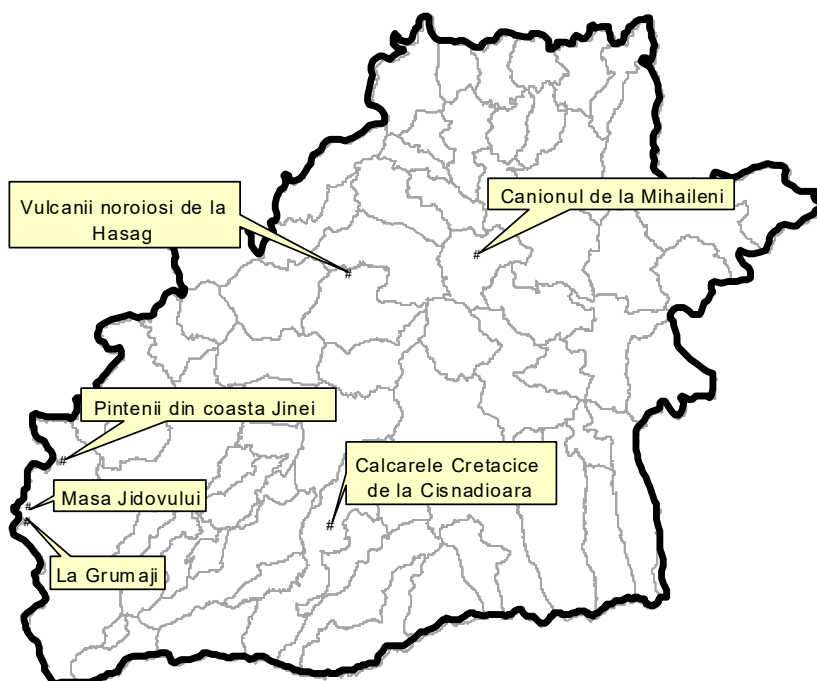 Vulcanii noroiosi de la
Hasag
Canionul de la Mihaileni
Pintenii din coasta Jinei
Calcarele Cretacice
de la Cisnadioara
Masa Jidovului
La Grumaji